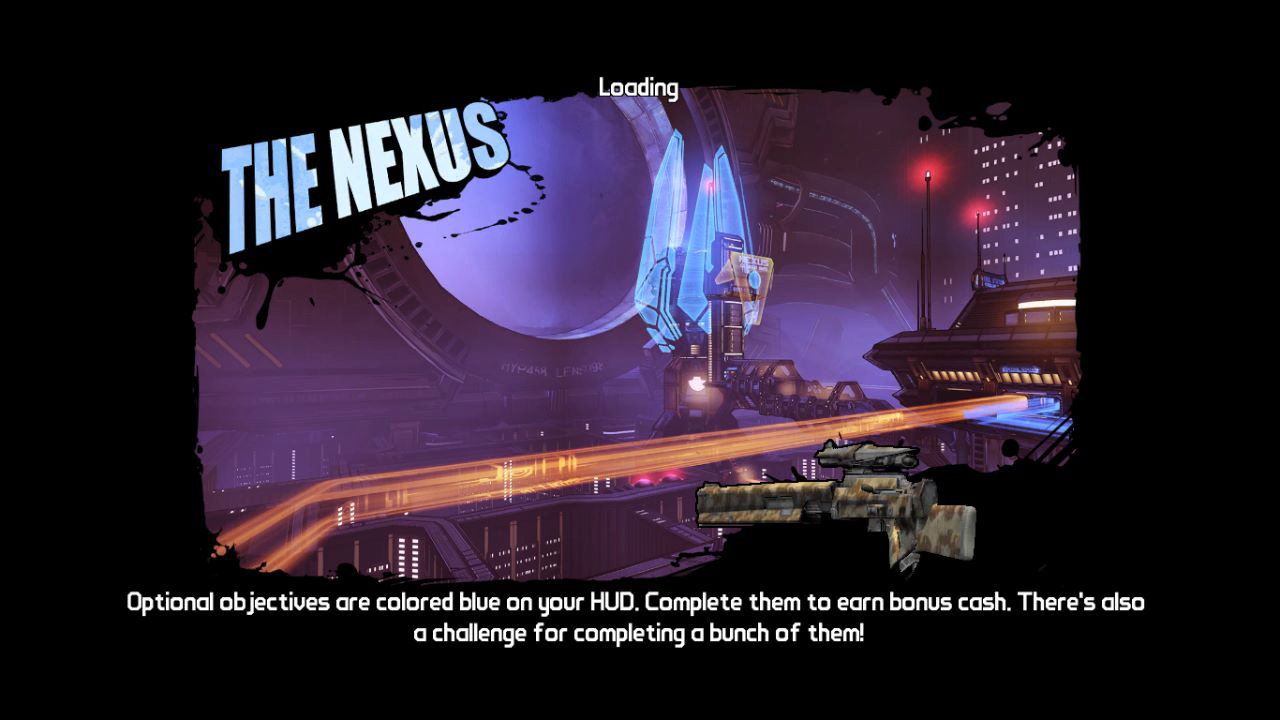 Loading
THE NEXUS
NEXUS
Optional objectives are colored blue on your HUD. Complete them to earn bonus cash. There's also
a challenge for completing a bunch of them!